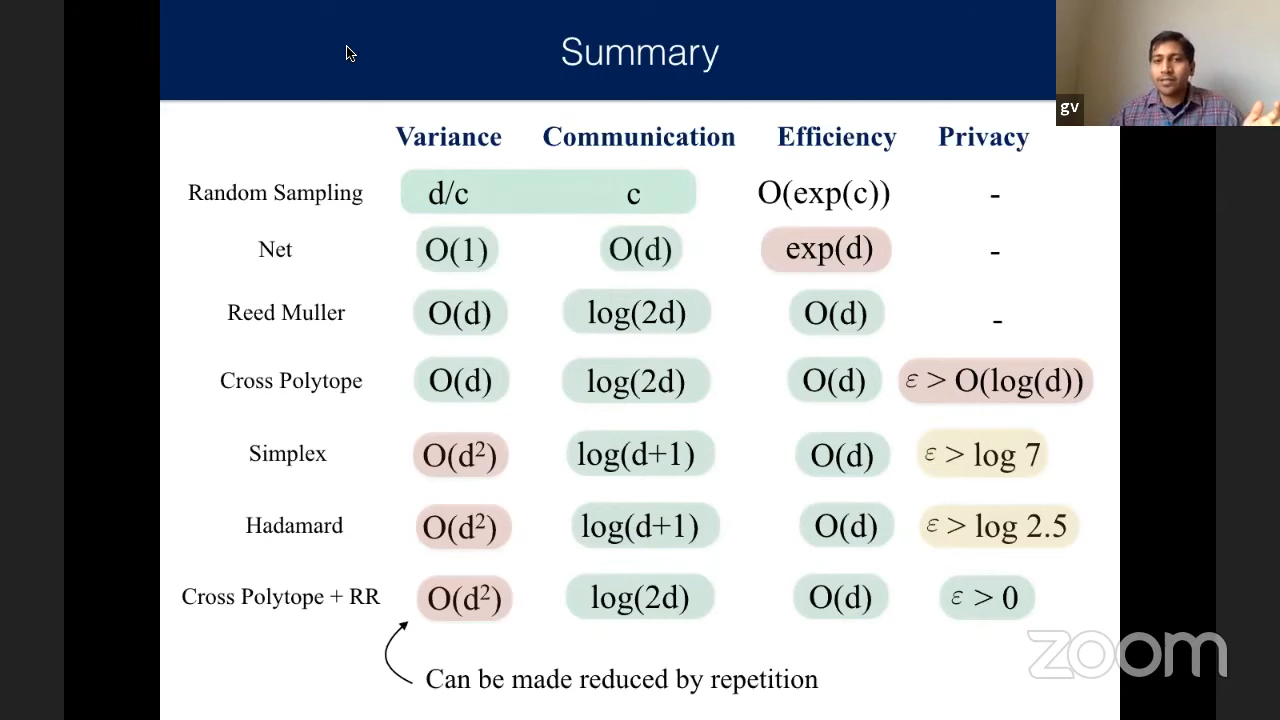 Summary
gv
Variance Communication Efficiency Privacy
Random Sampling d/c c O(exp(c)) -
Net O(1) O(d) exp(d) -
Reed Muller O(d) log(2d) O(d) -
Cross Polytope O(d) log(2d) O(d) ε > O(log(d))
Simplex O(d²) log(d+1) O(d) ε > log 7
Hadamard O(d²) log(d+1) O(d) ε > log 2.5
Cross Polytope + RR O(d²) log(2d) O(d) ε > 0
Can be made reduced by repetition
zoom